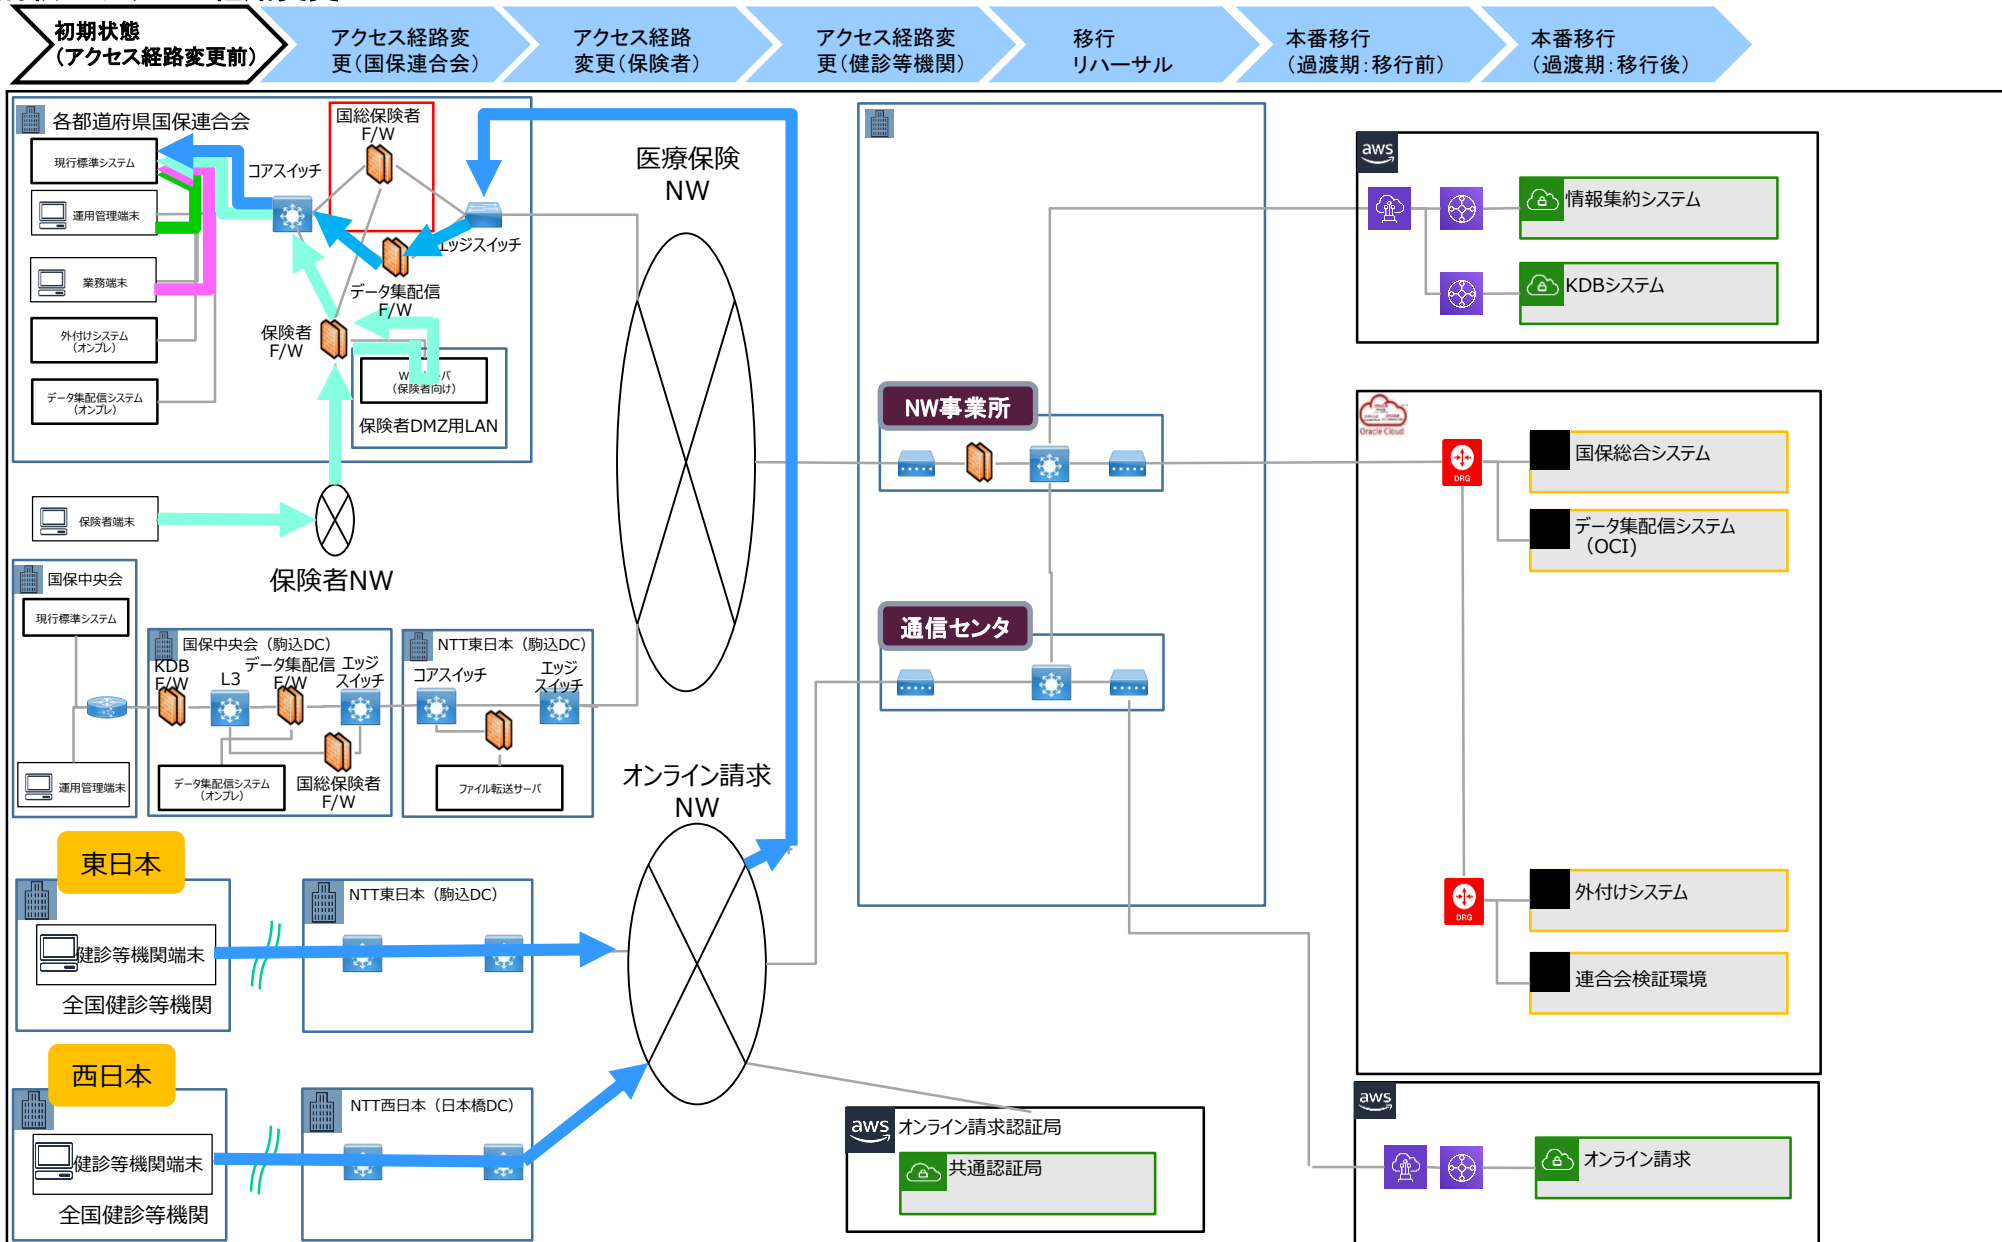 初期状態
（アクセス経路変更前）
アクセス経路変
更（国保連合会）
アクセス経路
変更（保険者）
アクセス経路変
更（健診等機関）
移行
リハーサル
本番移行
（過渡期：移行前）
本番移行
（過渡期：移行後）
各都道府県国保連合会
現行標準システム
運用管理端末
業務端末
外付けシステム
（オンプレ）
データ集配信システム
（オンプレ）
コアスイッチ
国総保険者
F/W
エッジスイッチ
データ集配信
F/W
保険者
F/W
（保険者向け）
保険者DMZ用LAN
保険者端末
保険者NW
医療保険
NW
国保中央会
現行標準システム
運用管理端末
国保中央会（駒込DC）
KDB
F/W
L3
データ集配信
F/W
エッジ
スイッチ
データ集配信システム
（オンプレ）
国総保険者
F/W
NTT東日本（駒込DC）
コアスイッチ
エッジ
スイッチ
ファイル転送サーバ
オンライン請求
NW
東日本
健診等機関端末
全国健診等機関
NTT東日本（駒込DC）
西日本
健診等機関端末
全国健診等機関
NTT西日本（日本橋DC）
NW事業所
通信センタ
aws
情報集約システム
KDBシステム
Oracle Cloud
DRG
国保総合システム
データ集配信システム
（OCI）
DRG
外付けシステム
連合会検証環境
aws
オンライン請求認証局
共通認証局
aws
オンライン請求